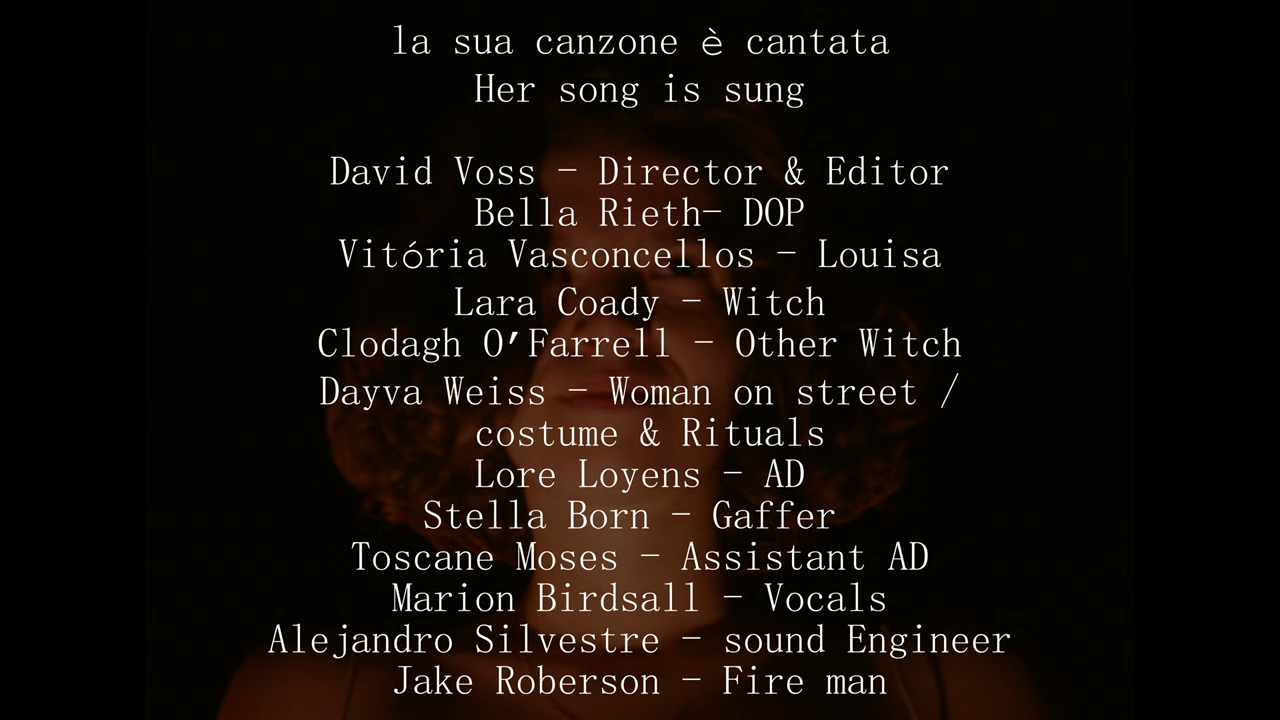 la sua canzone è cantata
Her song is sung
David Voss - Director & Editor
Bella Rieth- DOP
Vitória Vasconcellos - Louisa
Lara Coady - Witch
Clodagh O'Farrell - Other Witch
Dayva Weiss - Woman on street /
costume & Rituals
Lore Loyens - AD
Stella Born - Gaffer
Toscane Moses - Assistant AD
Marion Birdsall - Vocals
Alejandro Silvestre - sound Engineer
Jake Roberson - Fire man